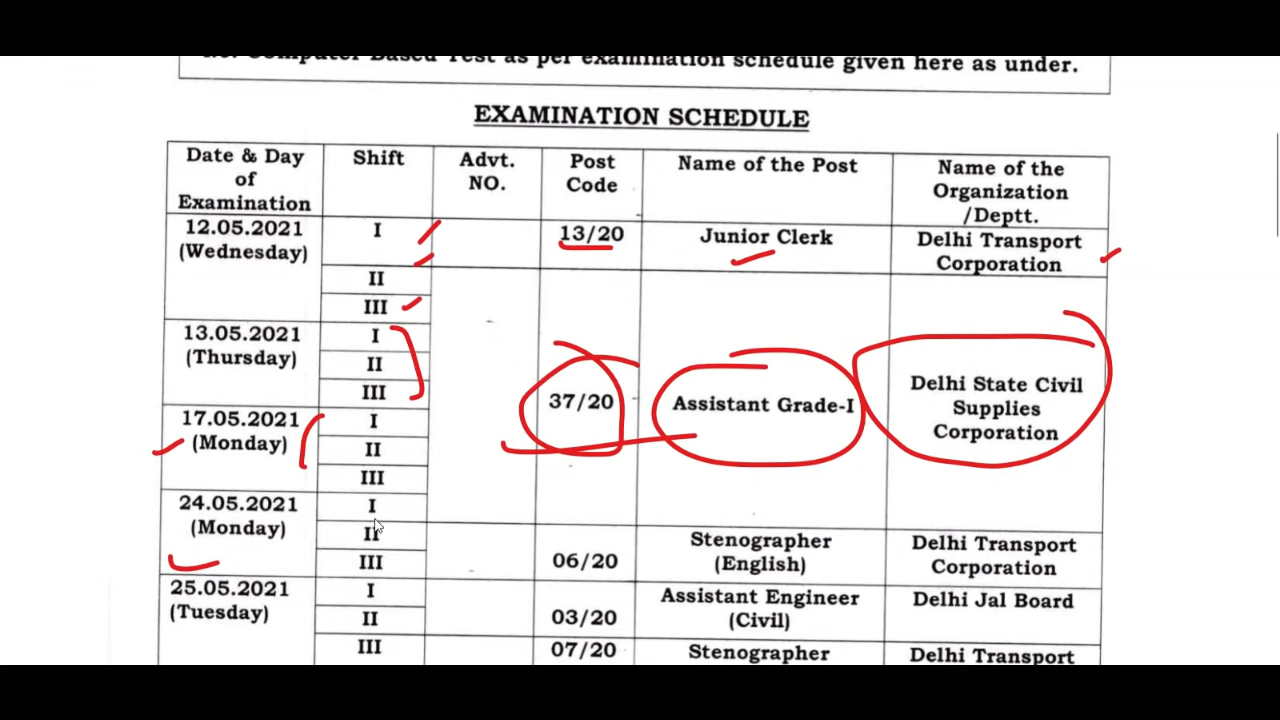 i.e. Computer Based Test as per examination schedule given here as under.
EXAMINATION SCHEDULE
Date & Day of Examination | Shift | Advt. NO. | Post Code | Name of the Post | Name of the Organization /Deptt.
12.05.2021 (Wednesday) | I | 13/20 | Junior Clerk | Delhi Transport Corporation
II
III
13.05.2021 (Thursday) | I
II
III
37/20 | Assistant Grade-I | Delhi State Civil Supplies Corporation
17.05.2021 (Monday) | I
II
III
24.05.2021 (Monday) | I
II
III | 06/20 | Stenographer (English) | Delhi Transport Corporation
25.05.2021 (Tuesday) | I
II | 03/20 | Assistant Engineer (Civil) | Delhi Jal Board
III | 07/20 | Stenographer | Delhi Transport